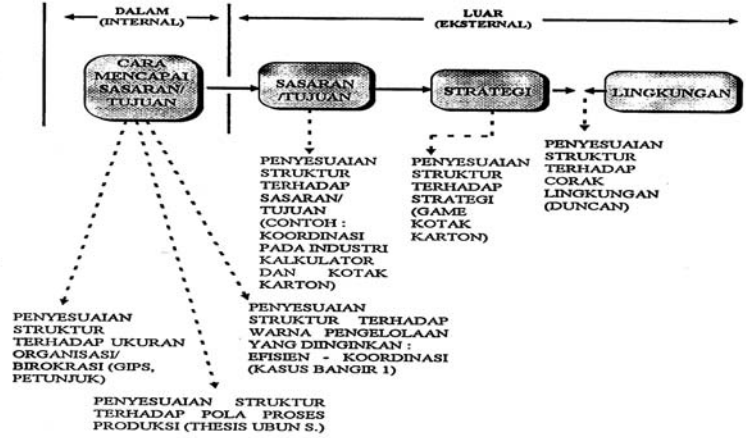 DALAM
(INTERNAL)
LUAR
(EKSTERNAL)
CARA
MENCAPAI
SASARAN/
TUJUAN
SASARAN
/TUJUAN
STRATEGI
LINGKUNGAN
PENYESUAIAN
STRUKTUR
TERHADAP
SASARAN/
TUJUAN
(CONTOH :
KOORDINASI
PADA INDUSTRI
KALKULATOR
DAN KOTAK
KARTON)
PENYESUAIAN
STRUKTUR
TERHADAP
STRATEGI
(GAME
KOTAK
KARTON)
PENYESUAIAN
STRUKTUR
TERHADAP
CORAK
LINGKUNGAN
(DUNCAN)
PENYESUAIAN
STRUKTUR
TERHADAP UKURAN
ORGANISASI/
BIROKRASI (GIPS,
PETUNJUK)
PENYESUAIAN
STRUKTUR TERHADAP
WARNA PENGELOLAAN
YANG DIINGINKAN :
EFISIEN - KOORDINASI
(KASUS BANGIR 1)
PENYESUAIAN STRUKTUR
TERHADAP POLA PROSES
PRODUKSI (THESIS UBUN S.)